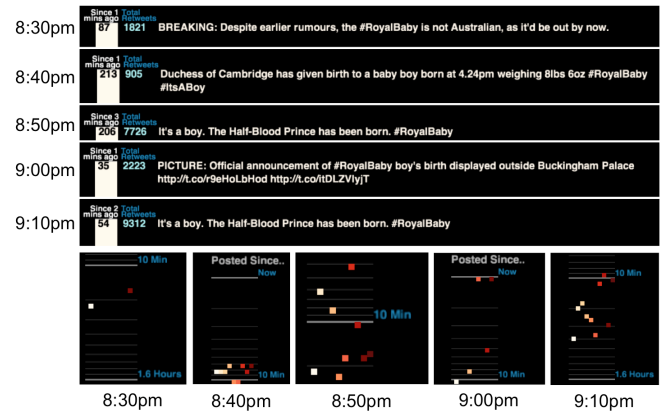 8:30pm
Since 1 Total
mins ago Retweets
87 1821 BREAKING: Despite earlier rumours, the #RoyalBaby is not Australian, as it'd be out by now.
8:40pm
Since 1 Total
mins ago Retweets
213 905 Duchess of Cambridge has given birth to a baby boy born at 4.24pm weighing 8lbs 6oz #RoyalBaby
#ItsABoy
8:50pm
Since 3 Total
mins ago Retweets
206 7726 It's a boy. The Half-Blood Prince has been born. #RoyalBaby
9:00pm
Since 1 Total
mins ago Retweets
35 2223 PICTURE: Official announcement of #RoyalBaby boy's birth displayed outside Buckingham Palace
http://t.co/r9eHoLbHod http://t.co/itDLZVlyjT
9:10pm
Since 2 Total
mins ago Retweets
54 9312 It's a boy. The Half-Blood Prince has been born. #RoyalBaby
10 Min
1.6 Hours
8:30pm
Posted Since..
Now
10 Min
8:40pm
10 Min
8:50pm
Posted Since..
Now
10 Min
9:00pm
10 Min
1.6 Hours
9:10pm